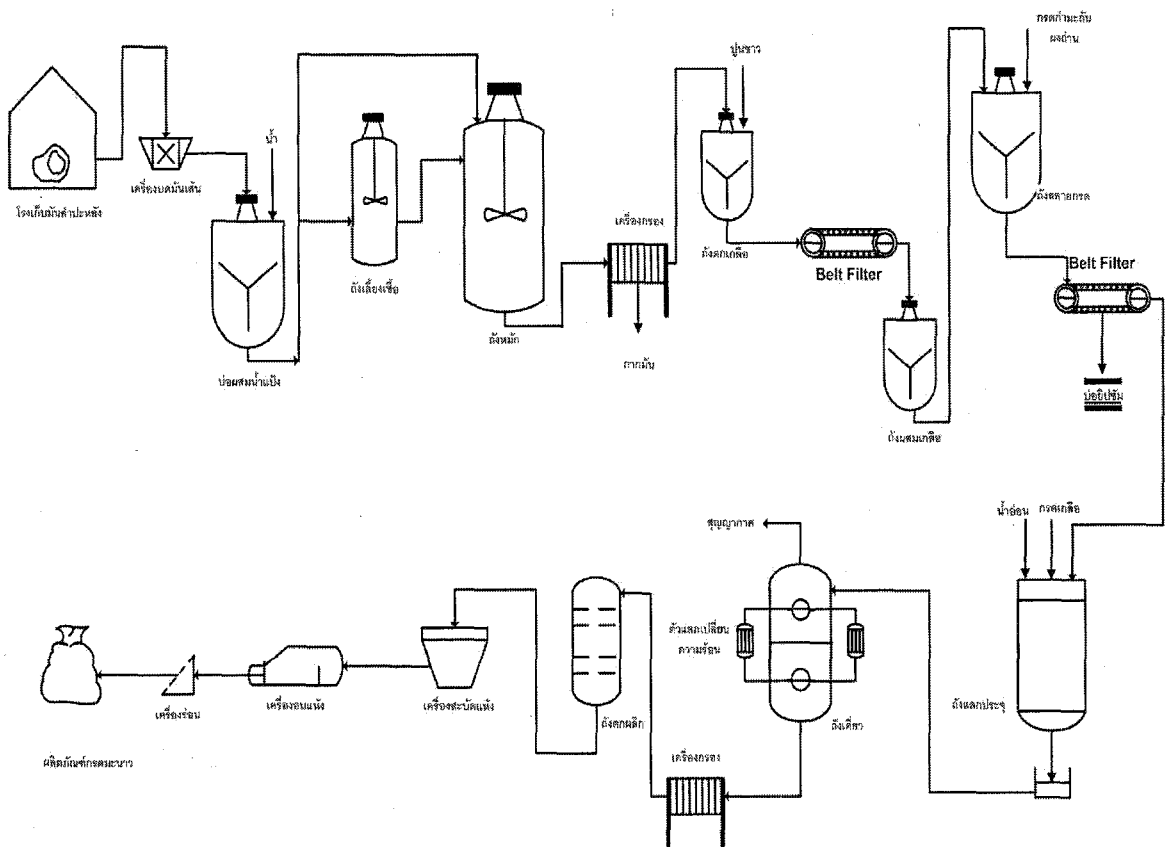 กรดกำมะถัน
ผงถ่าน
ปูนขาว
น้ำ
เครื่องบดมันเส้น
โรงเก็บมันสำปะหลัง
ถังเลี้ยงเชื้อ
บ่อผสมน้ำแป้ง
ถังหมัก
เครื่องกรอง
กากมัน
ถังตกเกลือ
Belt Filter
ถังผสมเกลือ
ถังละลายกรด
Belt Filter
บ่อยิปซัม
น้ำอ่อน
กรดเกลือ
ถังแลกประจุ
สุญญากาศ
ตัวแลกเปลี่ยน
ความร้อน
ถังเคี่ยว
เครื่องกรอง
ถังตกผลึก
เครื่องสะบัดแห้ง
เครื่องอบแห้ง
เครื่องร่อน
ผลิตภัณฑ์กรดมะนาว